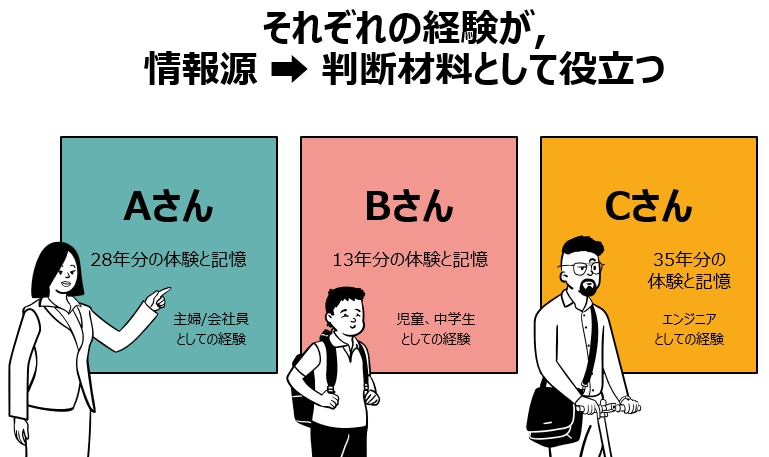 それぞれの経験が,
情報源 ➡ 判断材料として役立つ
Aさん
28年分の体験と記憶
主婦/会社員
としての経験
Bさん
13年分の体験と記憶
児童、中学生
としての経験
Cさん
35年分の
体験と記憶
エンジニア
としての経験